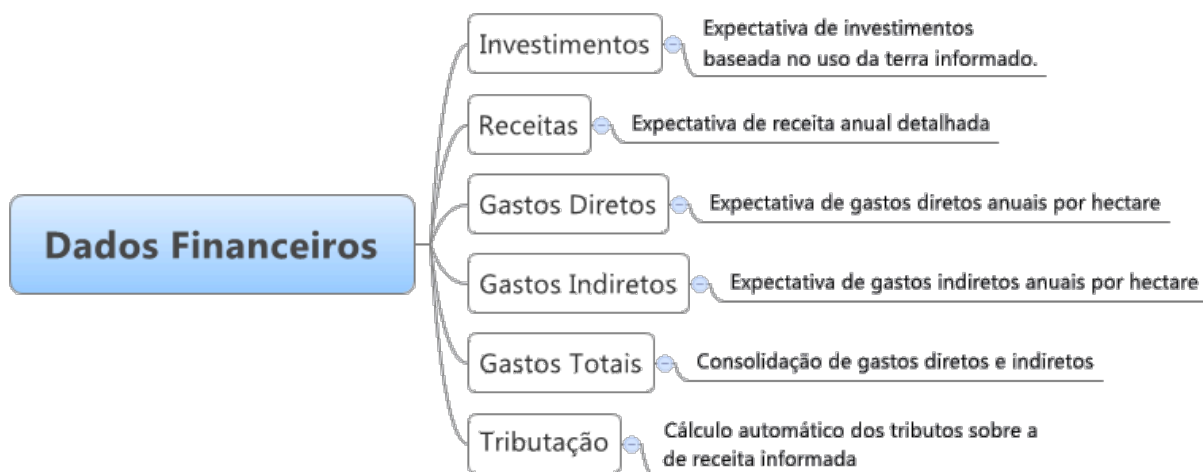 Dados Financeiros
Investimentos
Expectativa de investimentos
baseada no uso da terra informado.
Receitas
Expectativa de receita anual detalhada
Gastos Diretos
Expectativa de gastos diretos anuais por hectare
Gastos Indiretos
Expectativa de gastos indiretos anuais por hectare
Gastos Totais
Consolidação de gastos diretos e indiretos
Tributação
Cálculo automático dos tributos sobre a
de receita informada